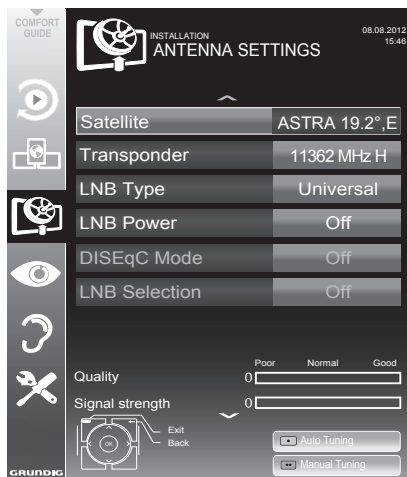 COMFORT
GUIDE
INSTALLATION
ANTENNA SETTINGS
08.08.2012
15:46
Satellite ASTRA 19.2°,E
Transponder 11362 MHz H
LNB Type Universal
LNB Power Off
DISEqC Mode Off
LNB Selection Off
Poor Normal Good
Quality 0
Signal strength 0
Exit
Back
OK
Auto Tuning
Manual Tuning
GRUNDIG